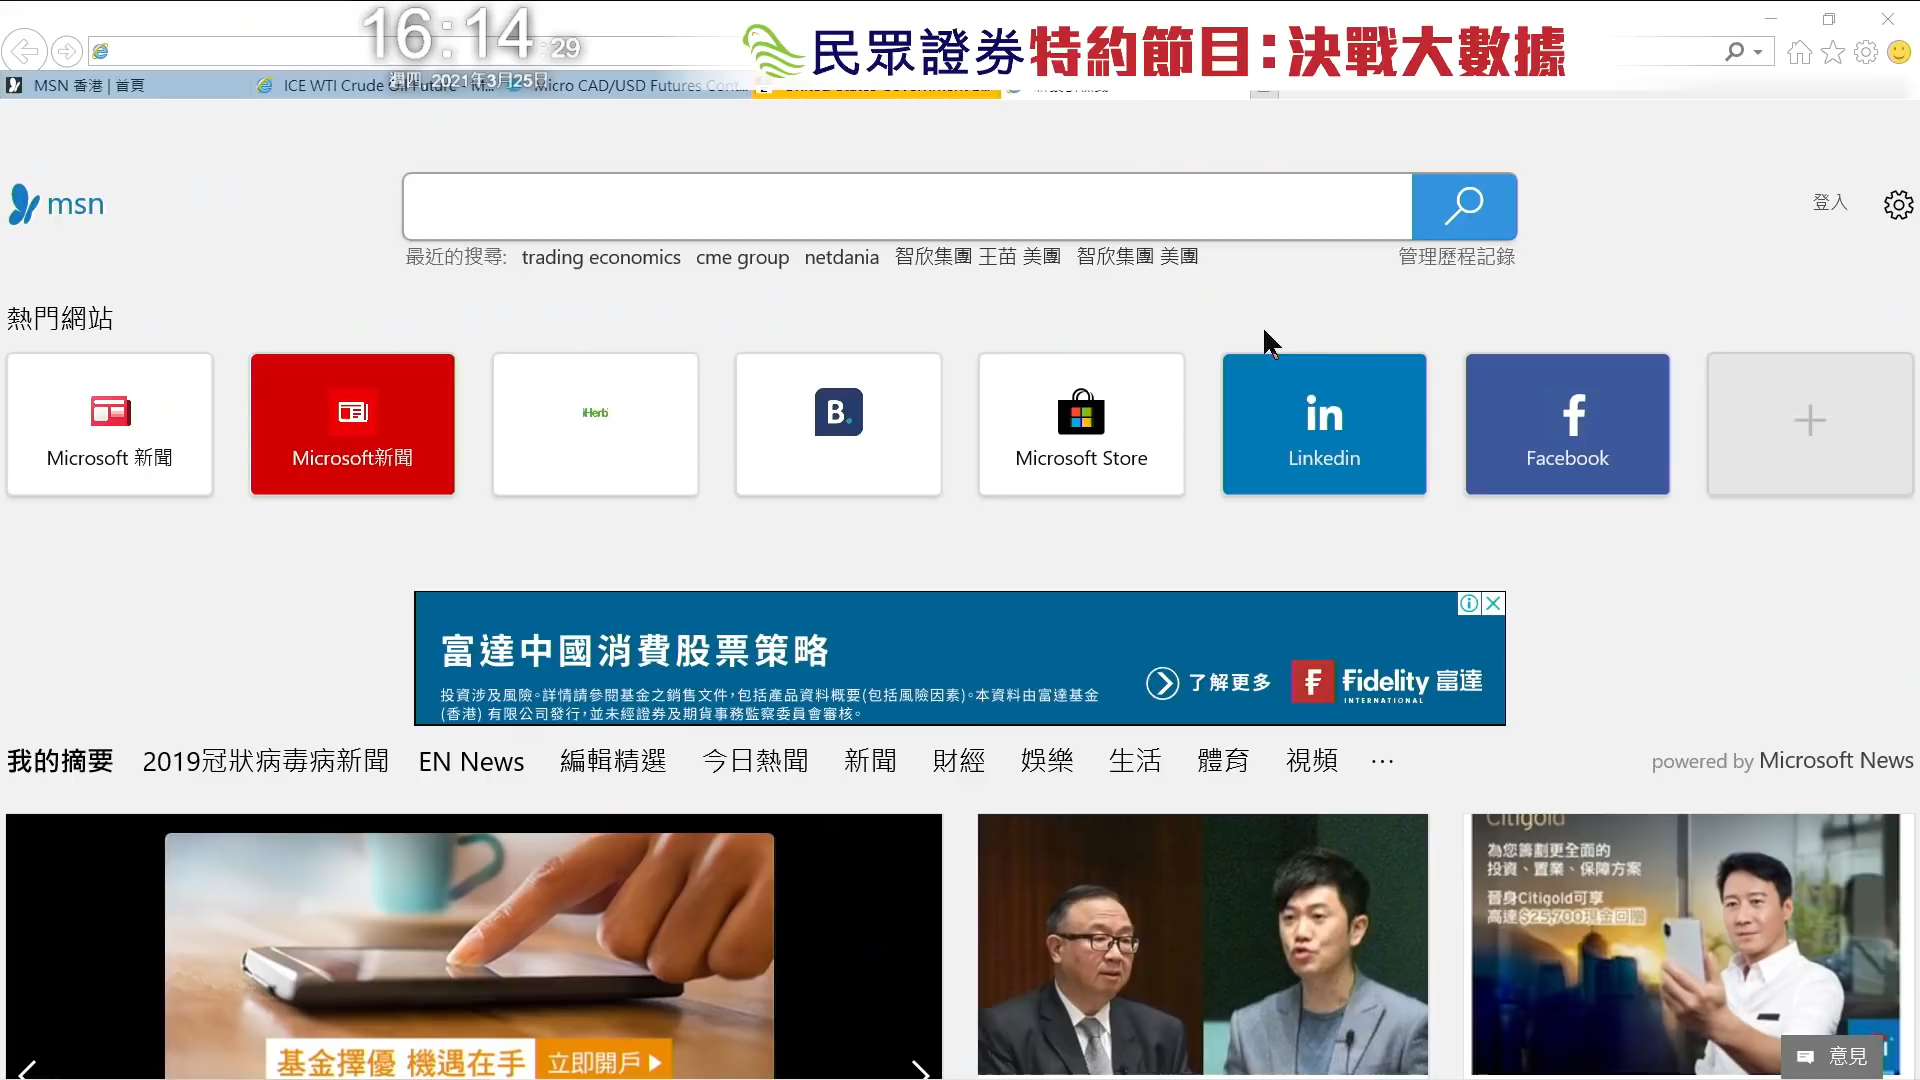 16:14:29
民眾證券特約節目：決戰大數據
週四, 2021年3月25日
MSN 香港 | 首頁
ICE WTI Crude
Micro CAD/USD Futures Cont...
msn
登入
最近的搜尋: trading economics cme group netdania 智欣集團 王苗 美團 智欣集團 美團 管理歷程記錄
熱門網站
Microsoft 新聞
Microsoft新聞
iHerb
B.
Microsoft Store
in
Linkedin
f
Facebook
富達中國消費股票策略
投資涉及風險。詳情請參閱基金之銷售文件，包括產品資料概要(包括風險因素)。本資料由富達基金
(香港) 有限公司發行，並未經證券及期貨事務監察委員會審核。
了解更多
F Fidelity 富達
INTERNATIONAL
我的摘要 2019冠狀病毒病新聞 EN News 編輯精選 今日熱聞 新聞 財經 娛樂 生活 體育 視頻 ...
powered by Microsoft News
基金擇優 機遇在手 立即開戶
Citigold
為您籌劃更全面的
投資、置業、保障方案
晉身Citigold可享
高達$25,700現金回贈
意見